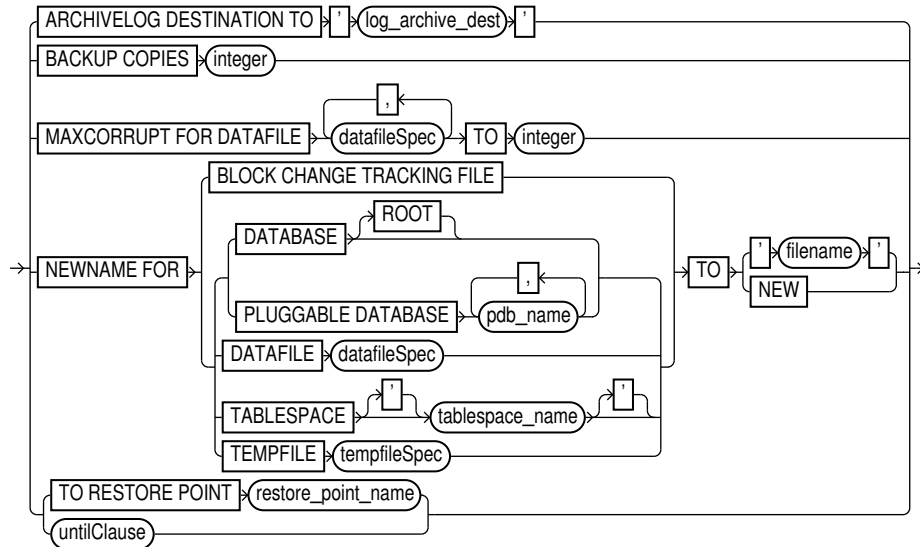 ARCHIVELOG DESTINATION TO ' log_archive_dest '
BACKUP COPIES integer
,
MAXCORRUPT FOR DATAFILE datafileSpec TO integer
BLOCK CHANGE TRACKING FILE
ROOT
DATABASE
NEWNAME FOR TO ' filename '
NEW
,
PLUGGABLE DATABASE pdb_name
DATAFILE datafileSpec
' '
TABLESPACE tablespace_name
TEMPFILE tempfileSpec
TO RESTORE POINT restore_point_name
untilClause